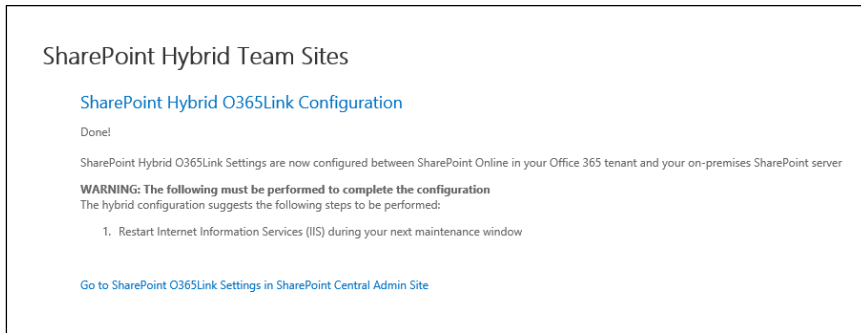 SharePoint Hybrid Team Sites
SharePoint Hybrid O365Link Configuration
Done!
SharePoint Hybrid O365Link Settings are now configured between SharePoint Online in your Office 365 tenant and your on-premises SharePoint server
WARNING: The following must be performed to complete the configuration
The hybrid configuration suggests the following steps to be performed:
1. Restart Internet Information Services (IIS) during your next maintenance window
Go to SharePoint O365Link Settings in SharePoint Central Admin Site